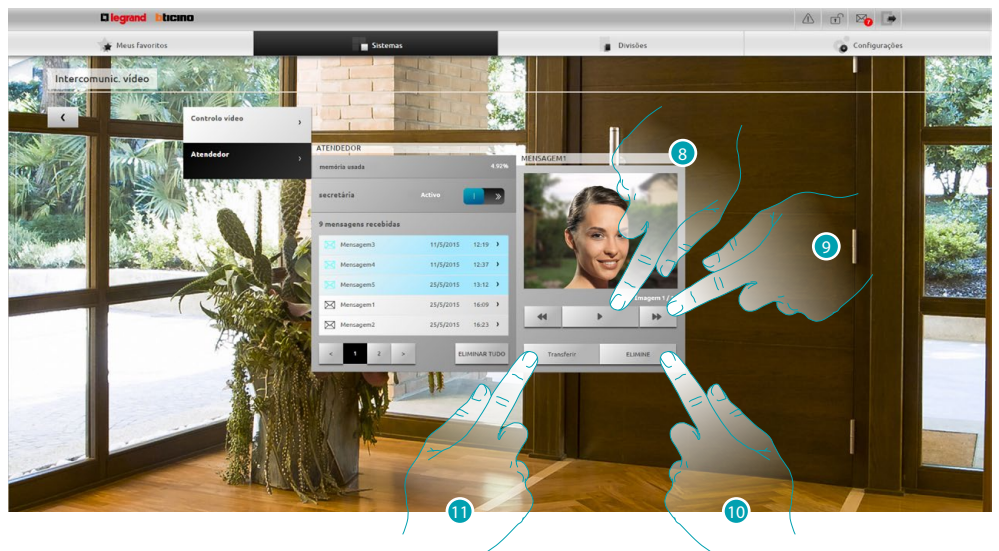 legrand bticino
Meus favoritos
Sistemas
Divisões
Configurações
Intercomunic. vídeo
Controlo vídeo
Atendedor
ATENDEDOR
memória usada 4.92%
secretária Activo
9 mensagens recebidas
Mensagem3 11/5/2015 12:19
Mensagem4 11/5/2015 12:37
Mensagem5 25/5/2015 13:12
Mensagem1 25/5/2015 16:09
Mensagem2 25/5/2015 16:23
< 1 2 >
ELIMINAR TUDO
MENSAGEM1
Transferir
ELIMINE
8
9
10
11